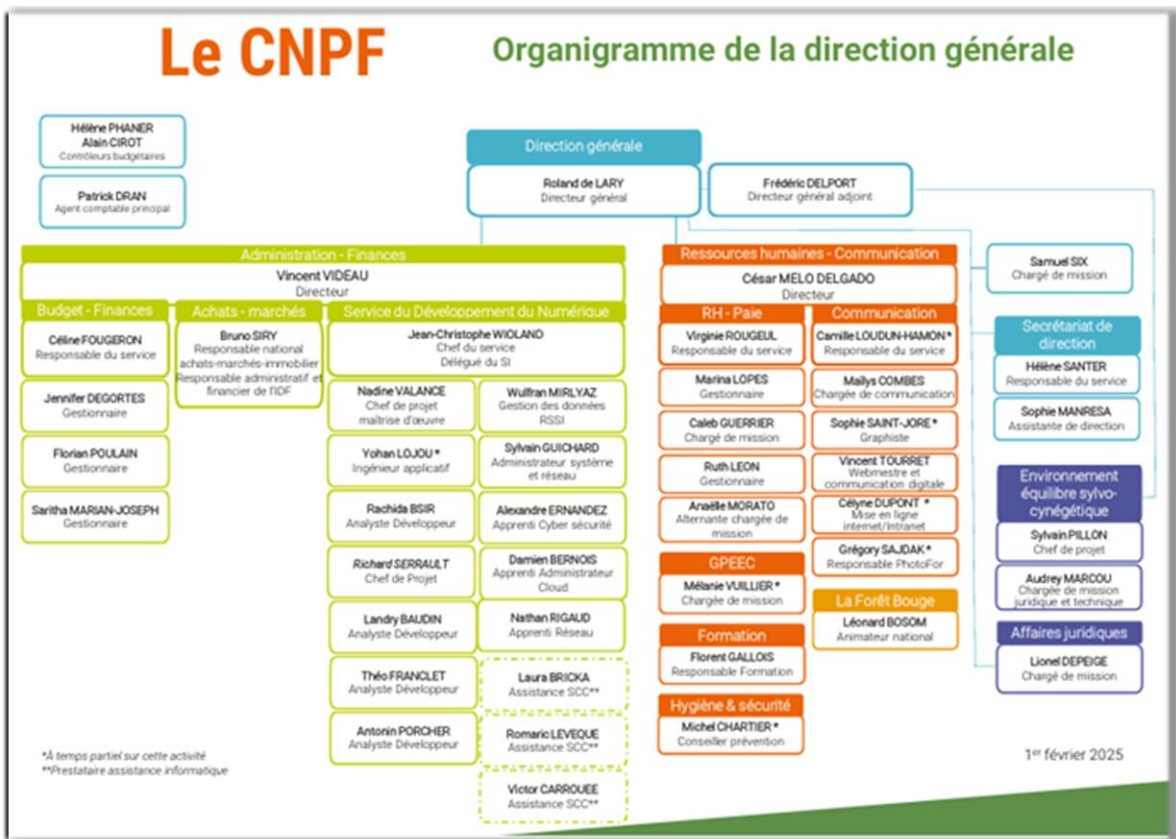 Le CNPF
Organigramme de la direction générale
Hélène PHANER
Alain CIROT
Contrôleurs budgétaires
Patrick DRAN
Agent comptable principal
Direction générale
Roland de LARY
Directeur général
Frédéric DELPORT
Directeur général adjoint
Administration - Finances
Vincent VIDEAU
Directeur
Budget - Finances
Céline FOUGERON
Responsable du service
Jennifer DEGORTES
Gestionnaire
Florian POULAIN
Gestionnaire
Saritha MARIAN-JOSEPH
Gestionnaire
Achats - marchés
Bruno SIRY
Responsable national
achats-marchés-immobilier
Responsable administratif et
financier de l'IDF
Service du Développement du Numérique
Jean-Christophe WIOLAND
Chef du service
Délégué du SI
Nadine VALANCE
Chef de projet
maîtrise d'œuvre
Yohan LOJOU *
Ingénieur applicatif
Rachida BSIR
Analyste Développeur
Richard SERRAULT
Chef de Projet
Landry BAUDIN
Analyste Développeur
Théo FRANCLET
Analyste Développeur
Antonin PORCHER
Analyste Développeur
Wulfran MIRLYAZ
Gestion des données
RSSI
Sylvain GUICHARD
Administrateur système
et réseau
Alexandre ERNANDEZ
Apprenti Cyber sécurité
Damien BERNOIS
Apprenti Administrateur
Cloud
Nathan RIGAUD
Apprenti Réseau
Laura BRICKA
Assistance SCC**
Romaric LEVEQUE
Assistance SCC**
Victor CARROUEE
Assistance SCC**
Ressources humaines - Communication
César MELO DELGADO
Directeur
RH - Paie
Virginie ROUGEUL
Responsable du service
Marina LOPES
Gestionnaire
Caleb GUERRIER
Chargé de mission
Ruth LEON
Gestionnaire
Anaëlle MORATO
Alternante chargée de
mission
GPEEC
Mélanie VUILLIER *
Chargée de mission
Formation
Florent GALLOIS
Responsable Formation
Hygiène & sécurité
Michel CHARTIER *
Conseiller prévention
Communication
Camille LOUDUN-HAMON *
Responsable du service
Maïlys COMBES
Chargée de communication
Sophie SAINT-JORE *
Graphiste
Vincent TOURRET
Webmestre et
communication digitale
Célyne DUPONT *
Mise en ligne
internet/Intranet
Grégory SAJDAK *
Responsable PhotoFor
La Forêt Bouge
Léonard BOSOM
Animateur national
Samuel SIX
Chargé de mission
Secrétariat de
direction
Hélène SANTER
Responsable du service
Sophie MANRESA
Assistante de direction
Environnement
équilibre sylvo-
cynégétique
Sylvain PILLON
Chef de projet
Audrey MARCOU
Chargée de mission
juridique et technique
Affaires juridiques
Lionel DEPEIGE
Chargé de mission
*À temps partiel sur cette activité
**Prestataire assistance informatique
1er février 2025